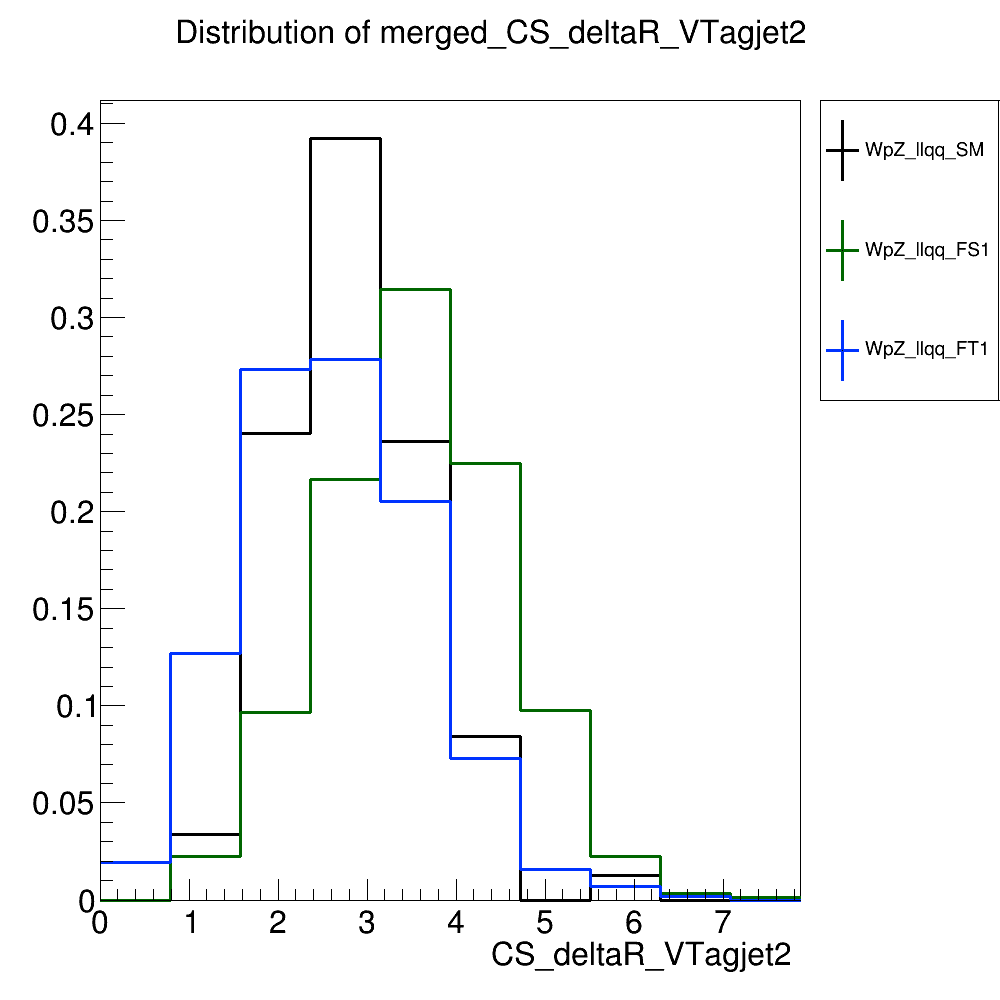 Distribution of merged_CS_deltaR_VTagjet2
0.4
0.35
0.3
0.25
0.2
0.15
0.1
0.05
0
0 1 2 3 4 5 6 7
CS_deltaR_VTagjet2
WpZ_llqq_SM
WpZ_llqq_FS1
WpZ_llqq_FT1